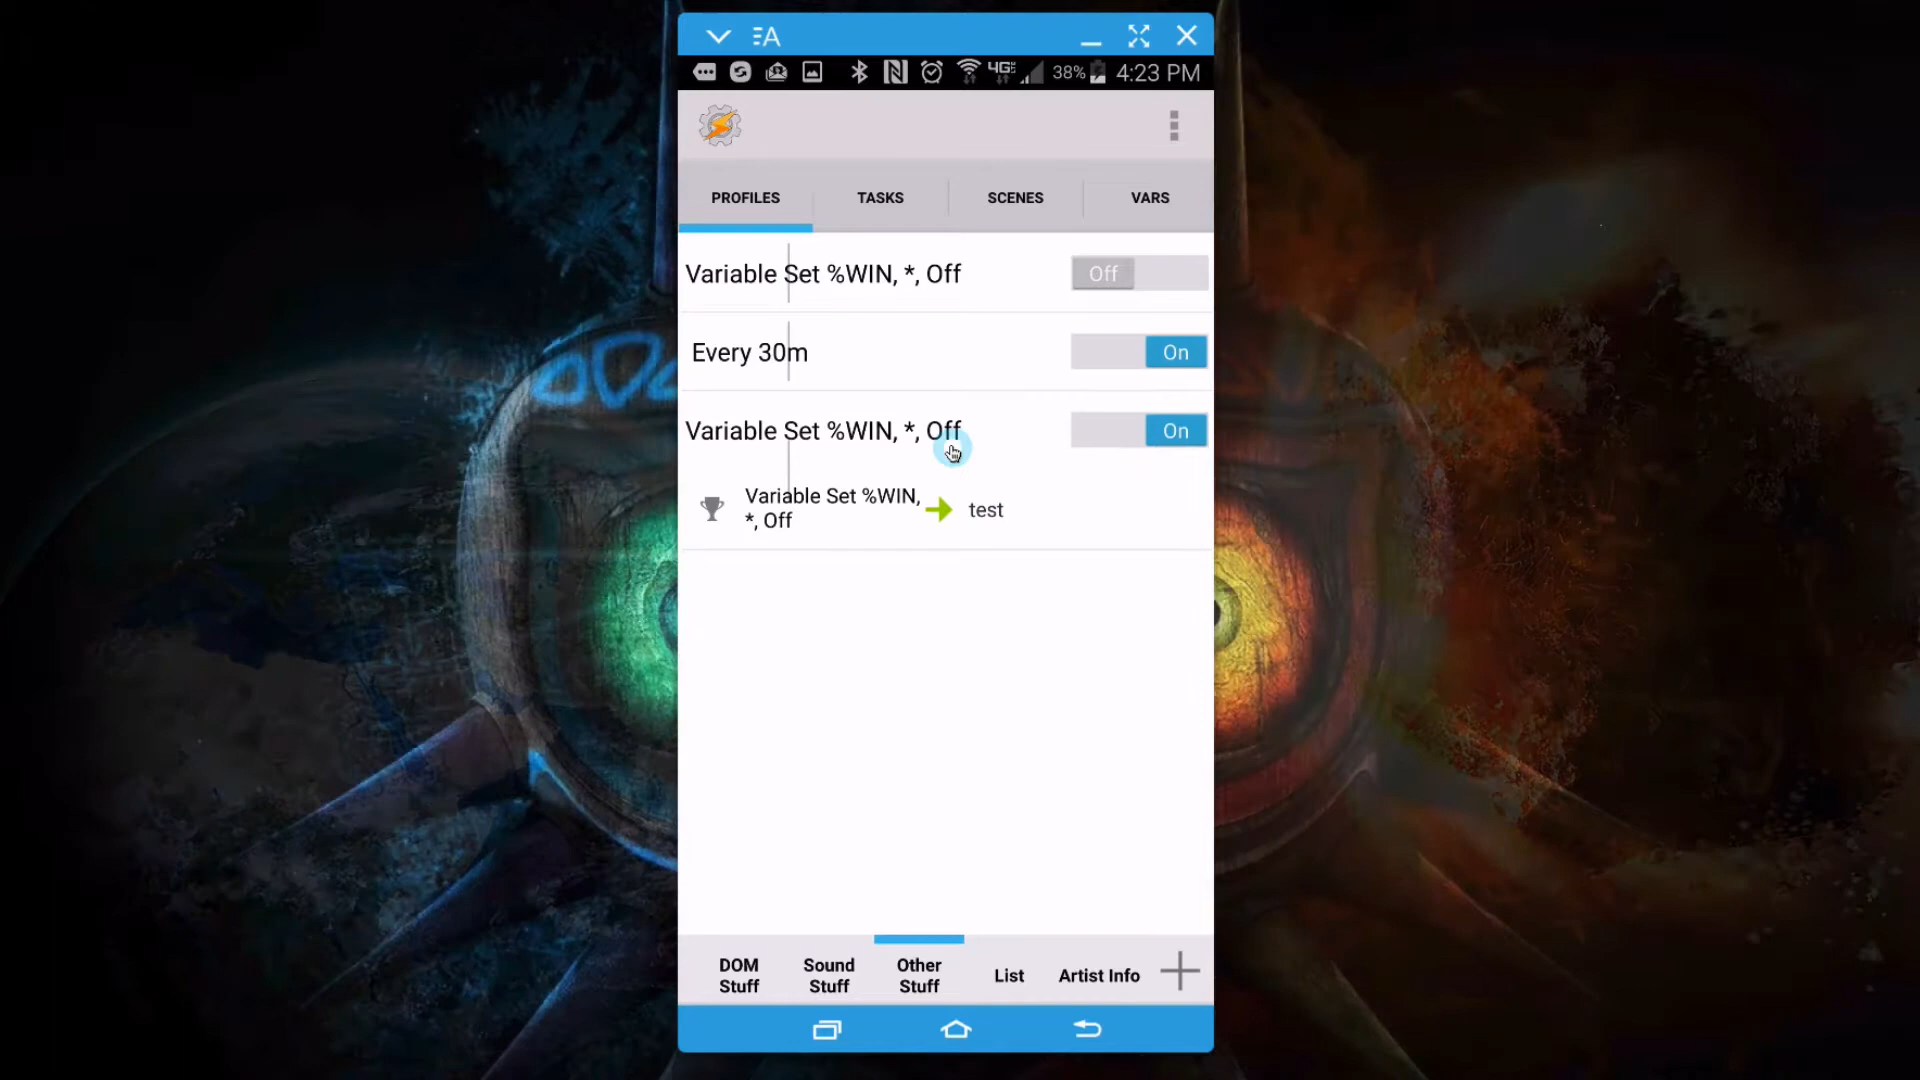 ΞA
4G 38% 4:23 PM
PROFILES TASKS SCENES VARS
Variable Set %WIN, *, Off Off
Every 30m On
Variable Set %WIN, *, Off On
Variable Set %WIN,
*, Off
test
DOM
Stuff
Sound
Stuff
Other
Stuff
List
Artist Info